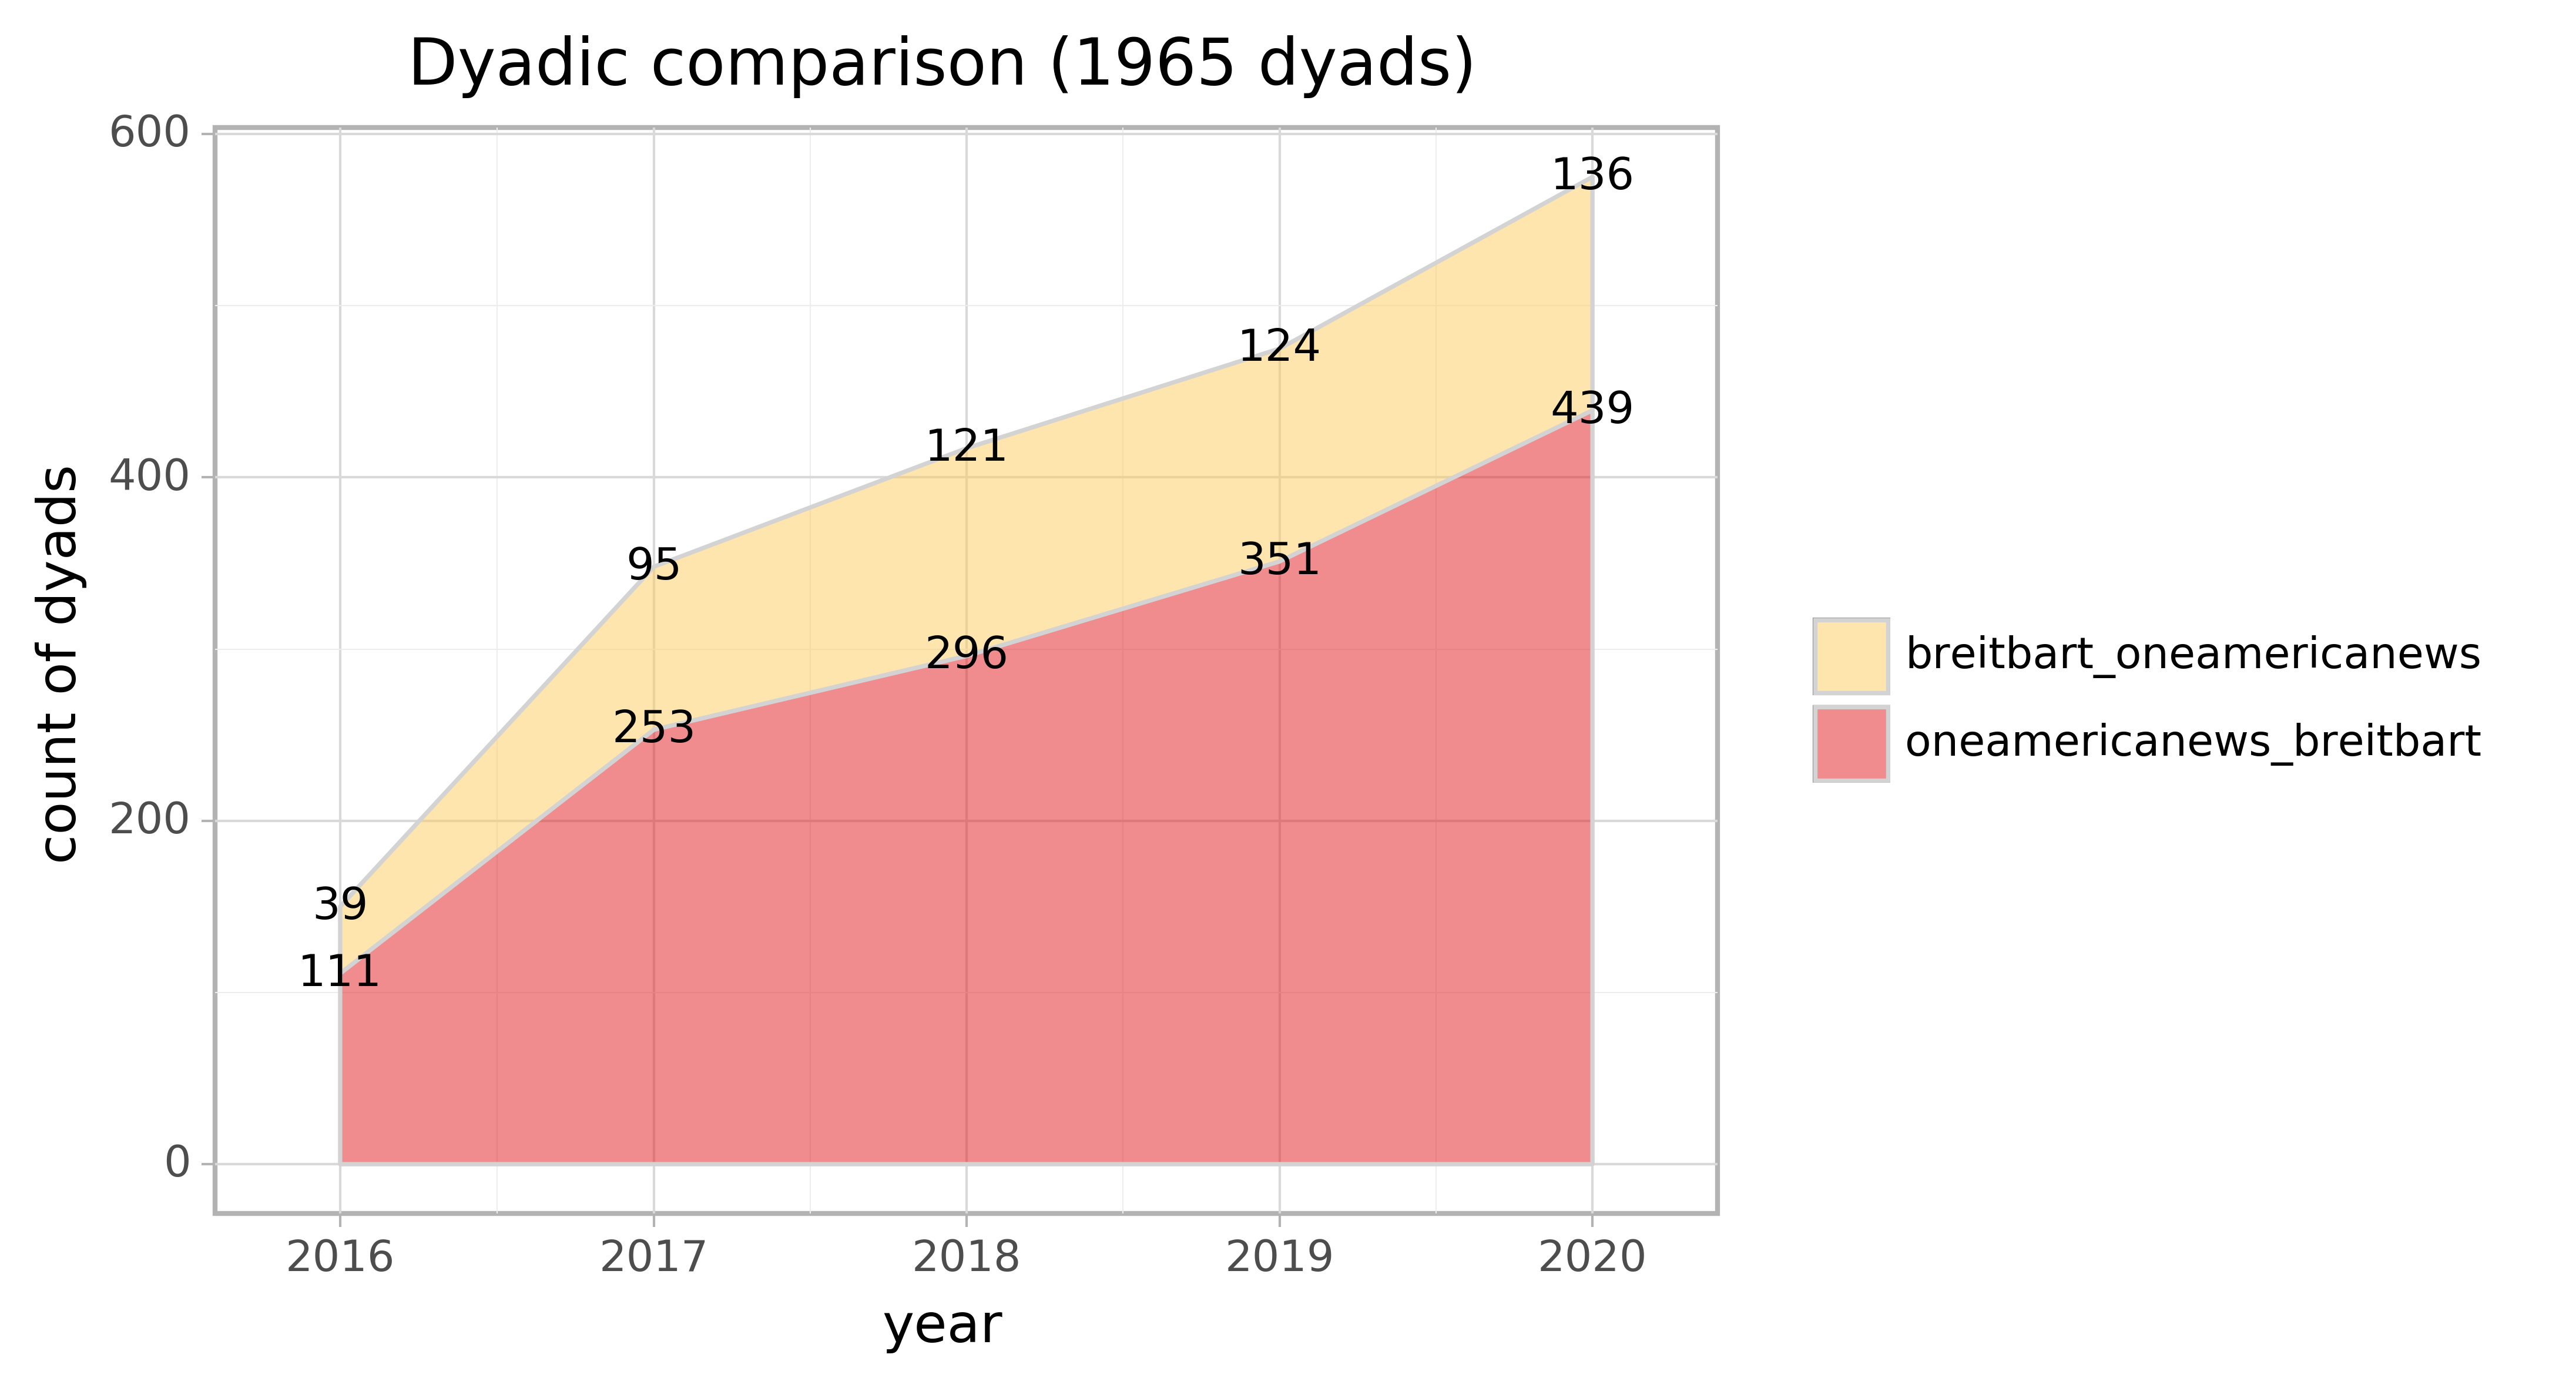 Dyadic comparison (1965 dyads)
600
400
200
0
count of dyads
136
124
439
121
95
351
296
253
39
111
2016 2017 2018 2019 2020
year
breitbart_oneamericanews
oneamericanews_breitbart